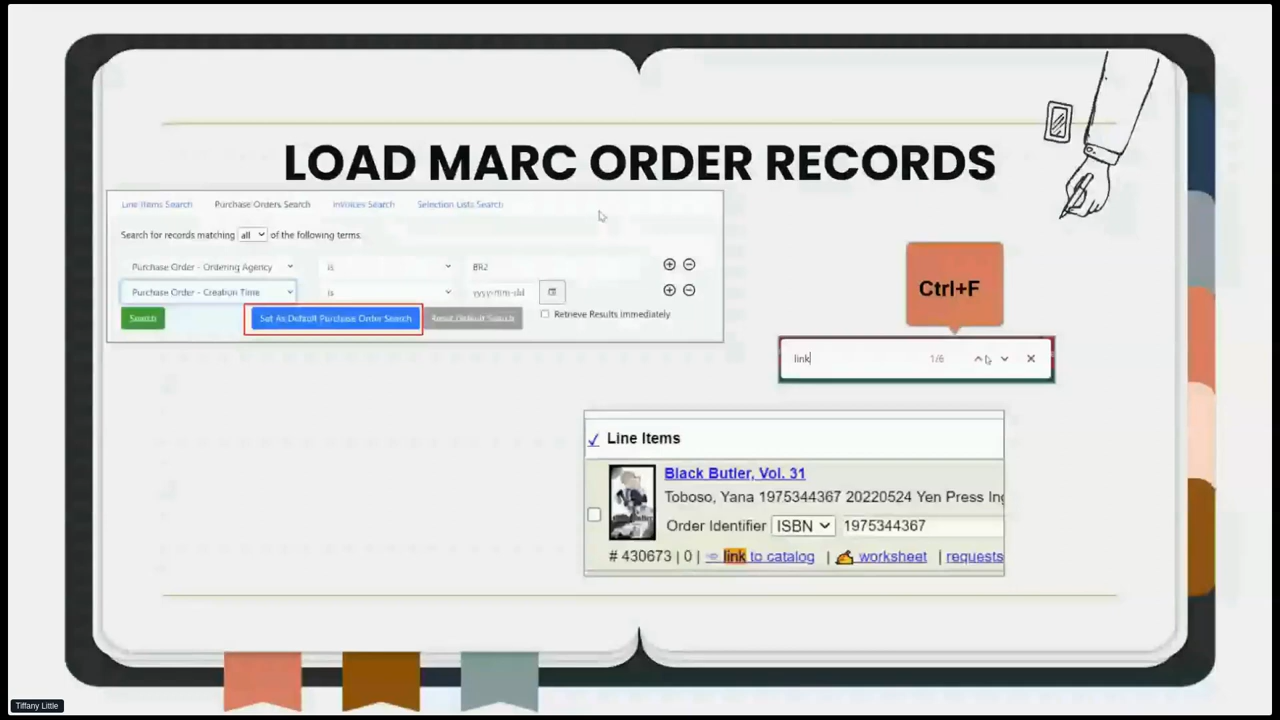 LOAD MARC ORDER RECORDS
Line Items Search Purchase Orders Search Invoices Search Selection Lists Search
Search for records matching all of the following terms.
Purchase Order - Ordering Agency is BR2
Purchase Order - Creation Time is yyyy-mm-dd
Search Set As Default Purchase Order Search Reset Default Search Retrieve Results Immediately
Ctrl+F
link 1/6
✓ Line Items
Black Butler, Vol. 31
Toboso, Yana 1975344367 20220524 Yen Press
Order Identifier ISBN 1975344367
# 430673 | 0 | link to catalog | worksheet | requests
Tiffany Little